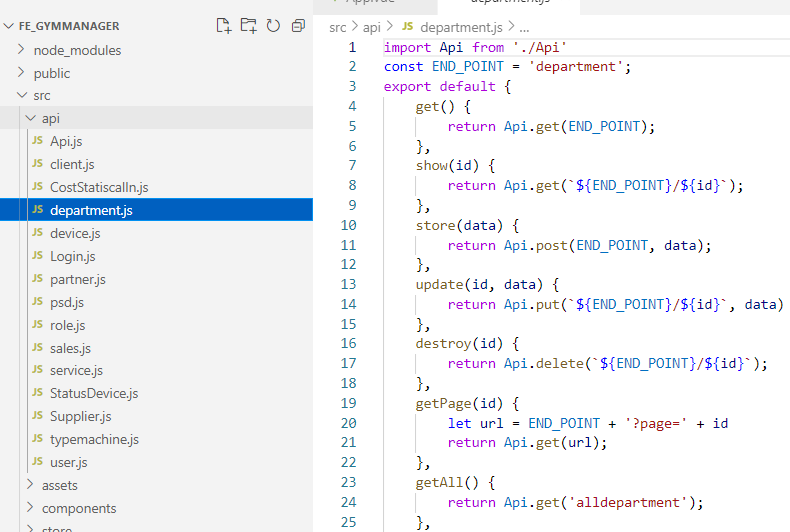 FE_GYMMANAGER
node_modules
public
src
api
JS Api.js
JS client.js
JS CostStatiscalIn.js
JS department.js
JS device.js
JS Login.js
JS partner.js
JS psd.js
JS role.js
JS sales.js
JS service.js
JS StatusDevice.js
JS Supplier.js
JS typemachine.js
JS user.js
assets
components
store
department.js
src > api > JS department.js > ...
1 import Api from './Api'
2 const END_POINT = 'department';
3 export default {
4 get() {
5 return Api.get(END_POINT);
6 },
7 show(id) {
8 return Api.get(`${END_POINT}/${id}`);
9 },
10 store(data) {
11 return Api.post(END_POINT, data);
12 },
13 update(id, data) {
14 return Api.put(`${END_POINT}/${id}`, data)
15 },
16 destroy(id) {
17 return Api.delete(`${END_POINT}/${id}`);
18 },
19 getPage(id) {
20 let url = END_POINT + '?page=' + id
21 return Api.get(url);
22 },
23 getAll() {
24 return Api.get('alldepartment');
25 },